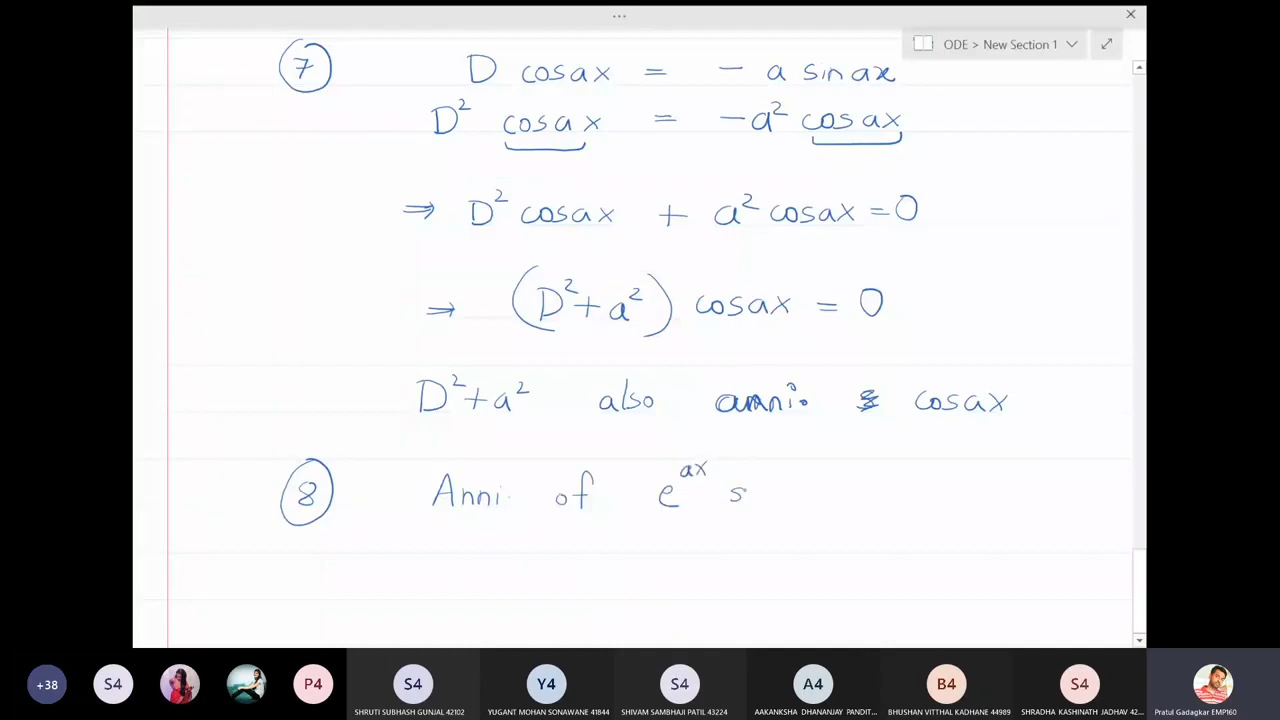 ODE > New Section 1
7 D cosax = - a sinax
D² cosax = -a² cosax
⇒ D² cosax + a² cosax = 0
⇒ (D² + a²) cosax = 0
D² + a² also anni. cosax
8 Anni. of e^{ax} s
+38 S4 P4 S4 Y4 S4 A4 B4 S4
SHRUTI SUBHASH GUNJAL 42102 YUGANT MOHAN SONAWANE 41844 SHIVAM SAMBHAJI PATIL 43224 AAKANKSHA DHANANJAY PANDIT... BHUSHAN VITTHAL KADHANE 44989 SHRADHA KASHINATH JADHAV 42... Pratul Gadagkar EMP160